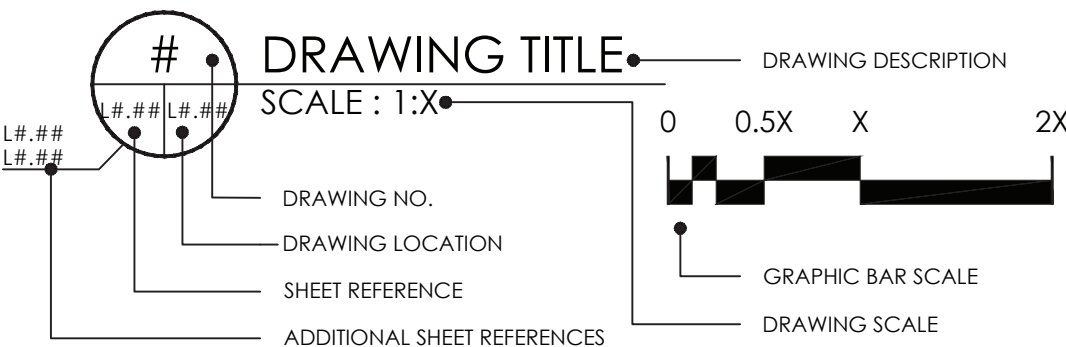 # DRAWING TITLE DRAWING DESCRIPTION
L#.## L#.## SCALE : 1:X
0 0.5X X 2X
L#.##
L#.##
DRAWING NO.
DRAWING LOCATION
GRAPHIC BAR SCALE
SHEET REFERENCE
DRAWING SCALE
ADDITIONAL SHEET REFERENCES